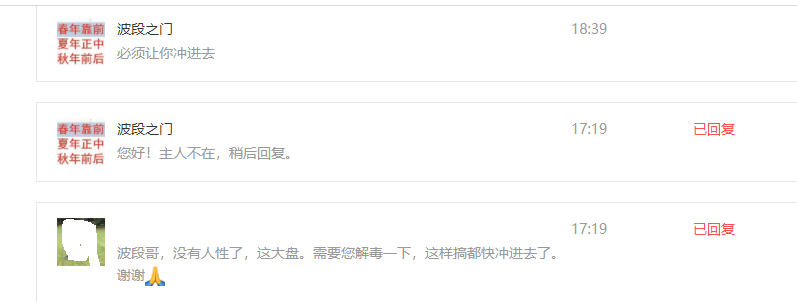 春年靠前
夏年正中
秋年前后
波段之门
18:39
必须让你冲进去
春年靠前
夏年正中
秋年前后
波段之门
17:19
已回复
您好！主人不在，稍后回复。
17:19
已回复
波段哥，没有人性了，这大盘。需要您解毒一下，这样搞都快冲进去了。
谢谢🙏